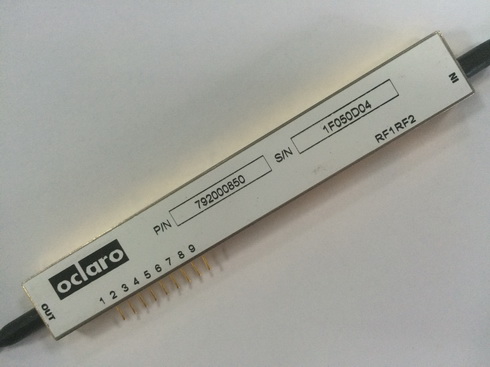 IN
RF1RF2
S/N 1F050D04
P/N 792000850
oclaro
1 2 3 4 5 6 7 8 9
OUT